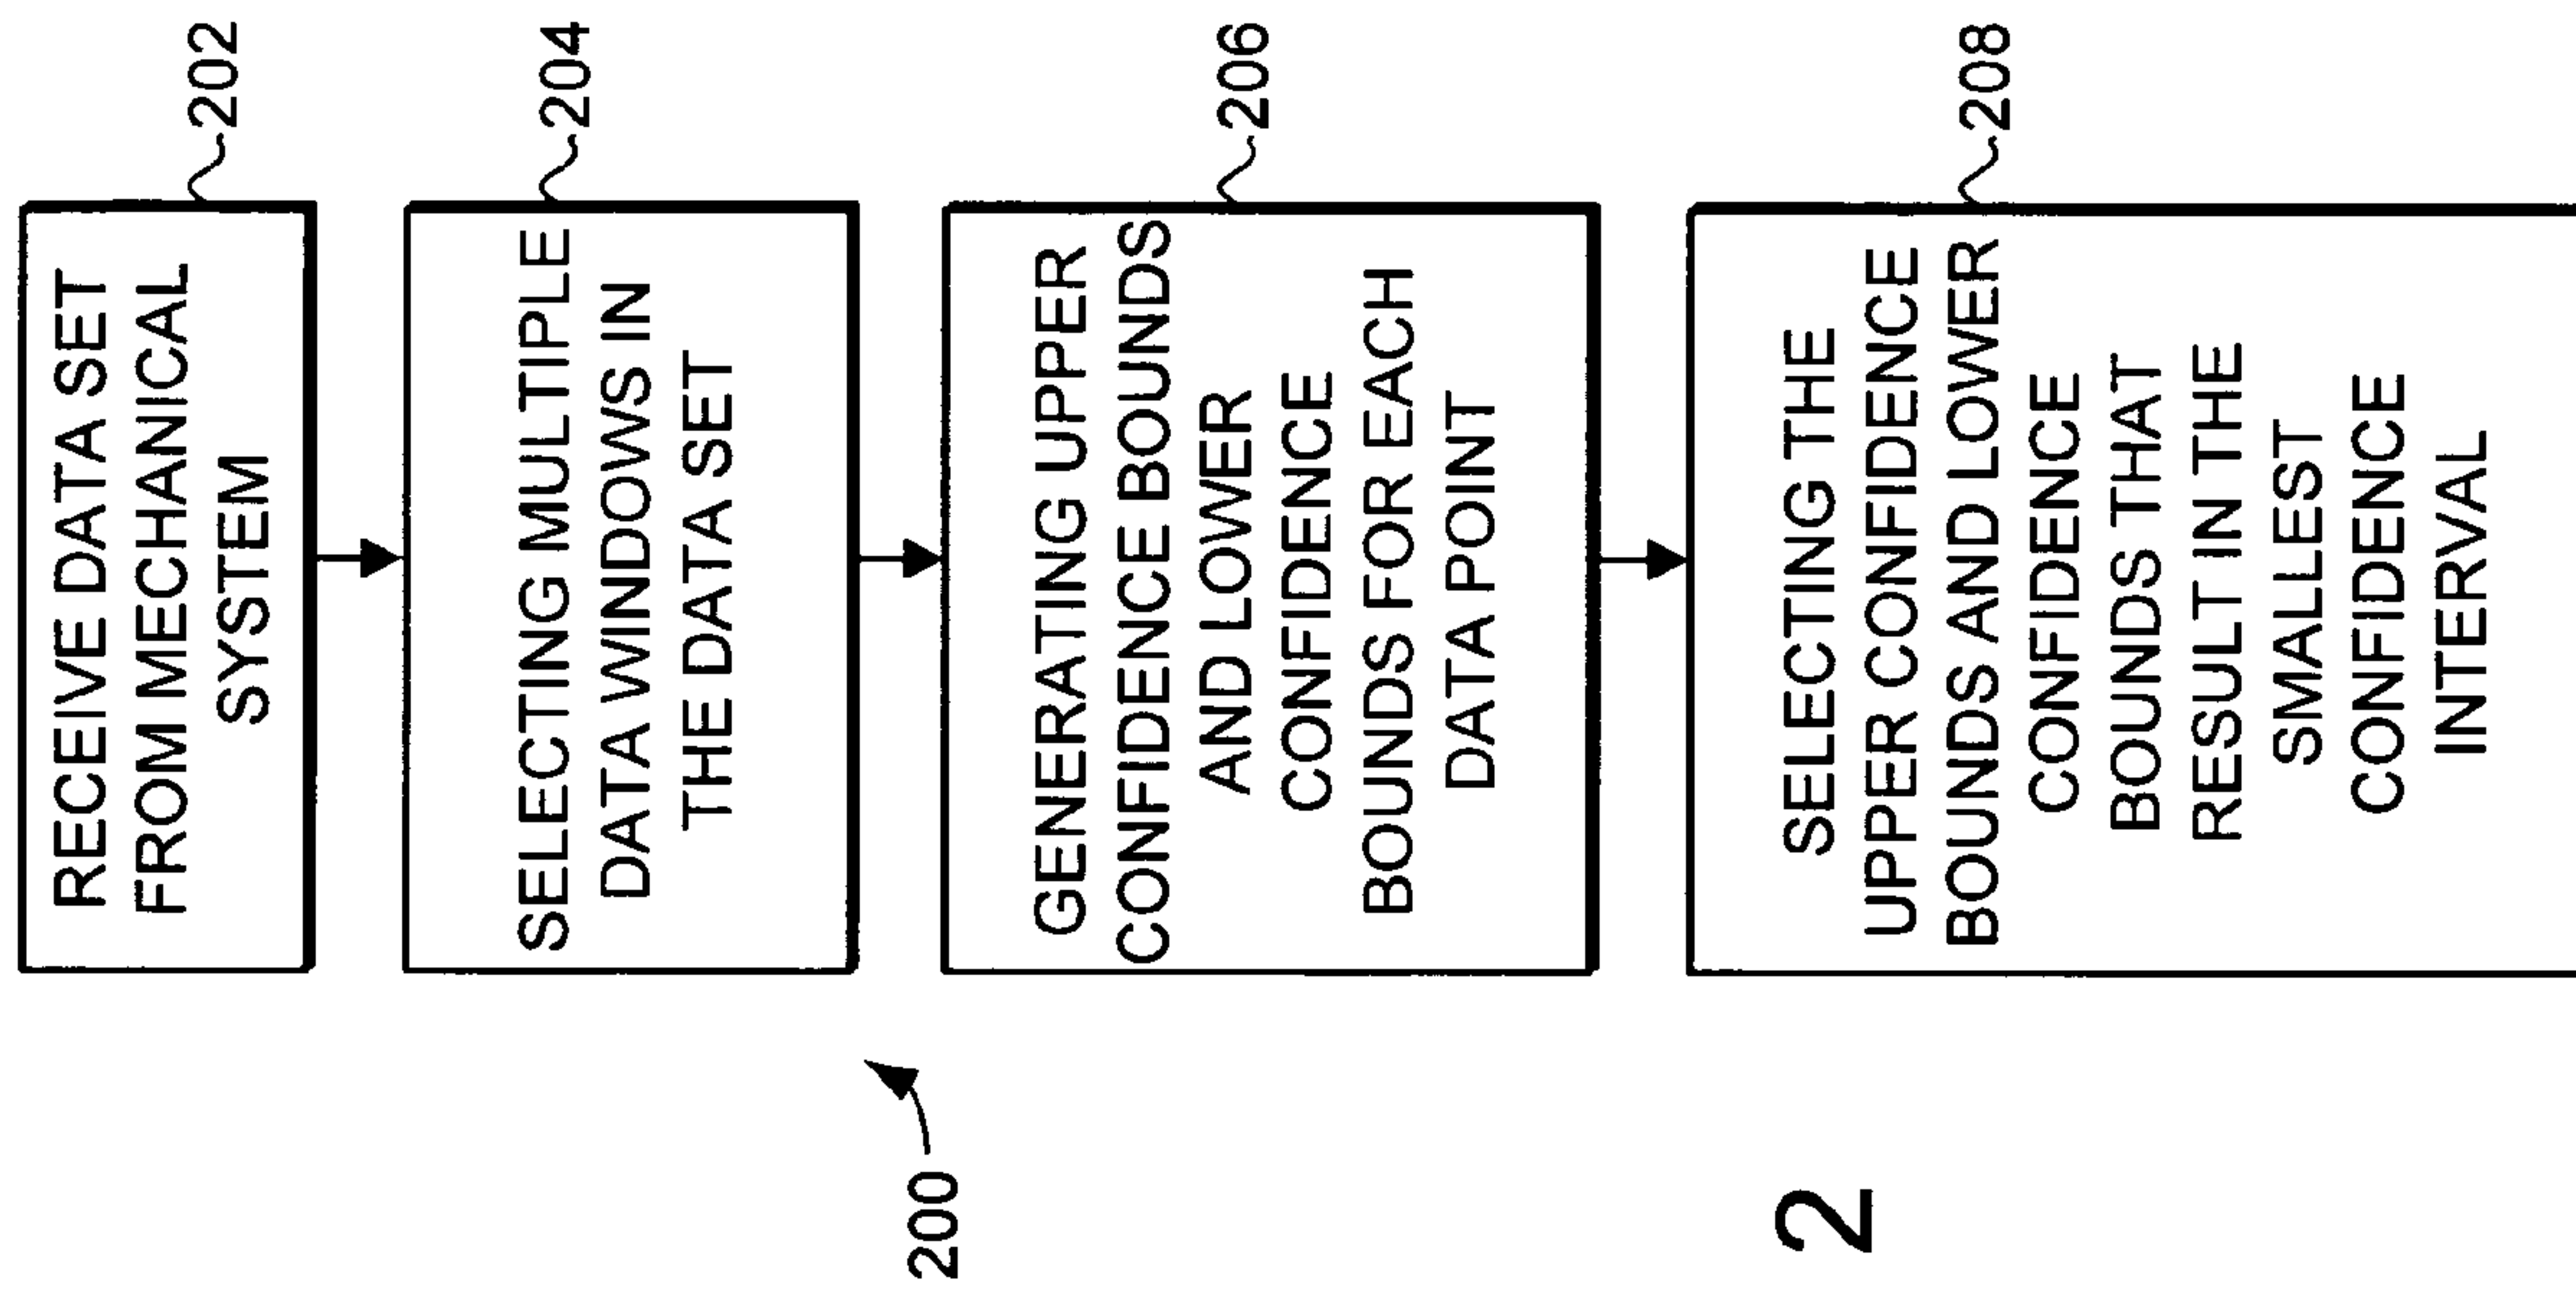 RECEIVE DATA SET
FROM MECHANICAL
SYSTEM
202
SELECTING MULTIPLE
DATA WINDOWS IN
THE DATA SET
204
GENERATING UPPER
CONFIDENCE BOUNDS
AND LOWER
CONFIDENCE
BOUNDS FOR EACH
DATA POINT
206
SELECTING THE
UPPER CONFIDENCE
BOUNDS AND LOWER
CONFIDENCE
BOUNDS THAT
RESULT IN THE
SMALLEST
CONFIDENCE
INTERVAL
208
200
2